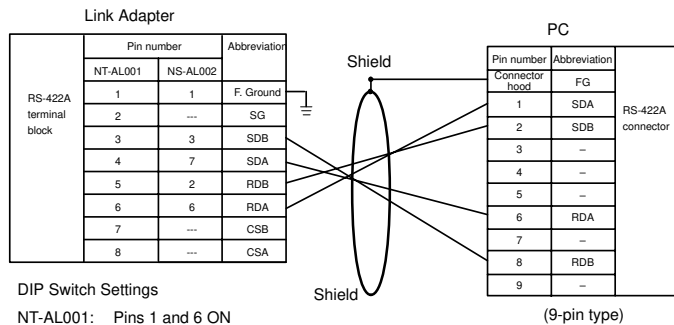 Link Adapter
PC
Pin number Abbreviation
NT-AL001 NS-AL002
RS-422A terminal block
1 1 F. Ground
2 --- SG
3 3 SDB
4 7 SDA
5 2 RDB
6 6 RDA
7 --- CSB
8 --- CSA
Shield
Shield
Pin number Abbreviation
Connector hood FG
1 SDA
2 SDB
3 –
4 –
5 –
6 RDA
7 –
8 RDB
9 –
RS-422A connector
(9-pin type)
DIP Switch Settings
NT-AL001: Pins 1 and 6 ON